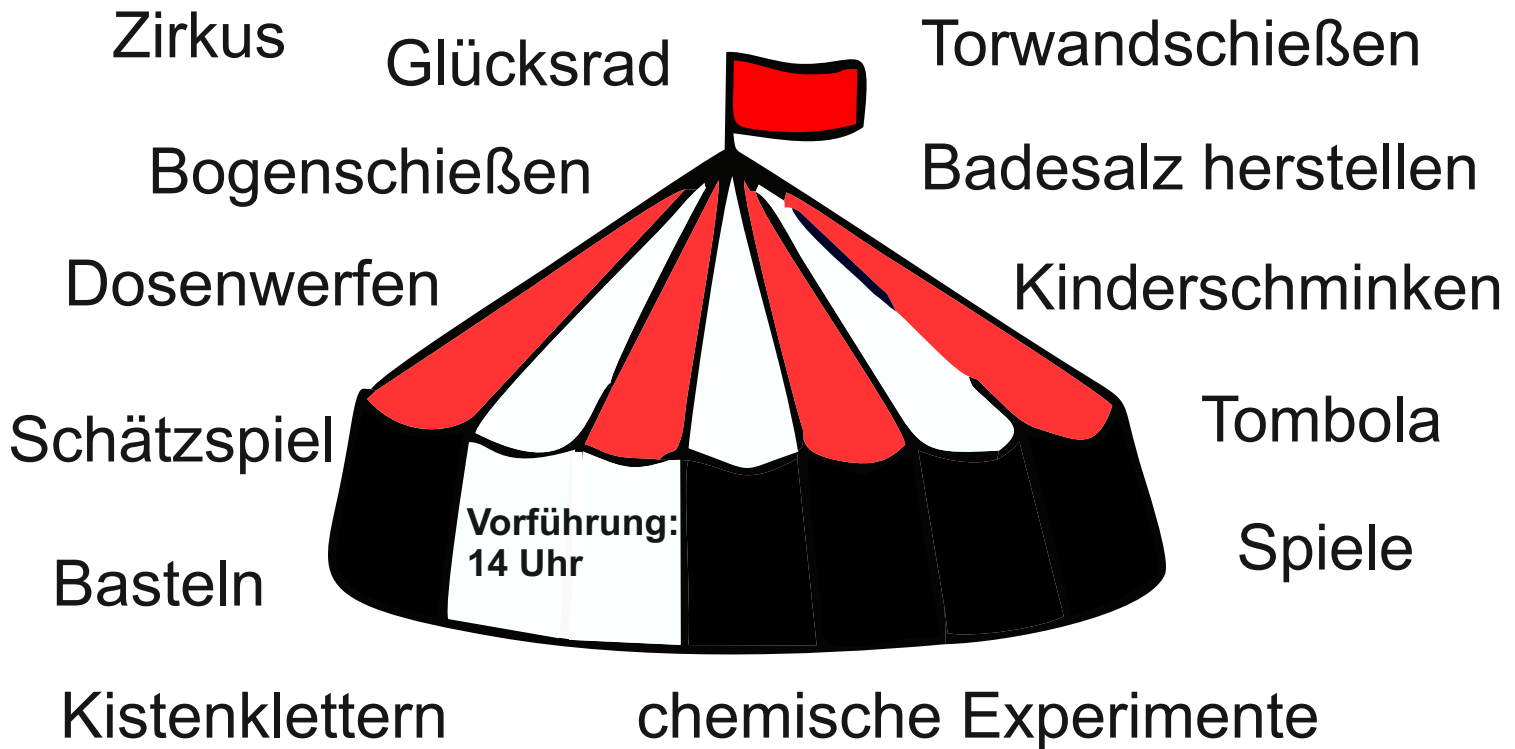 Zirkus
Glücksrad
Torwandschießen
Bogenschießen
Badesalz herstellen
Dosenwerfen
Kinderschminken
Schätzspiel
Tombola
Vorführung:
14 Uhr
Spiele
Basteln
Kistenklettern
chemische Experimente